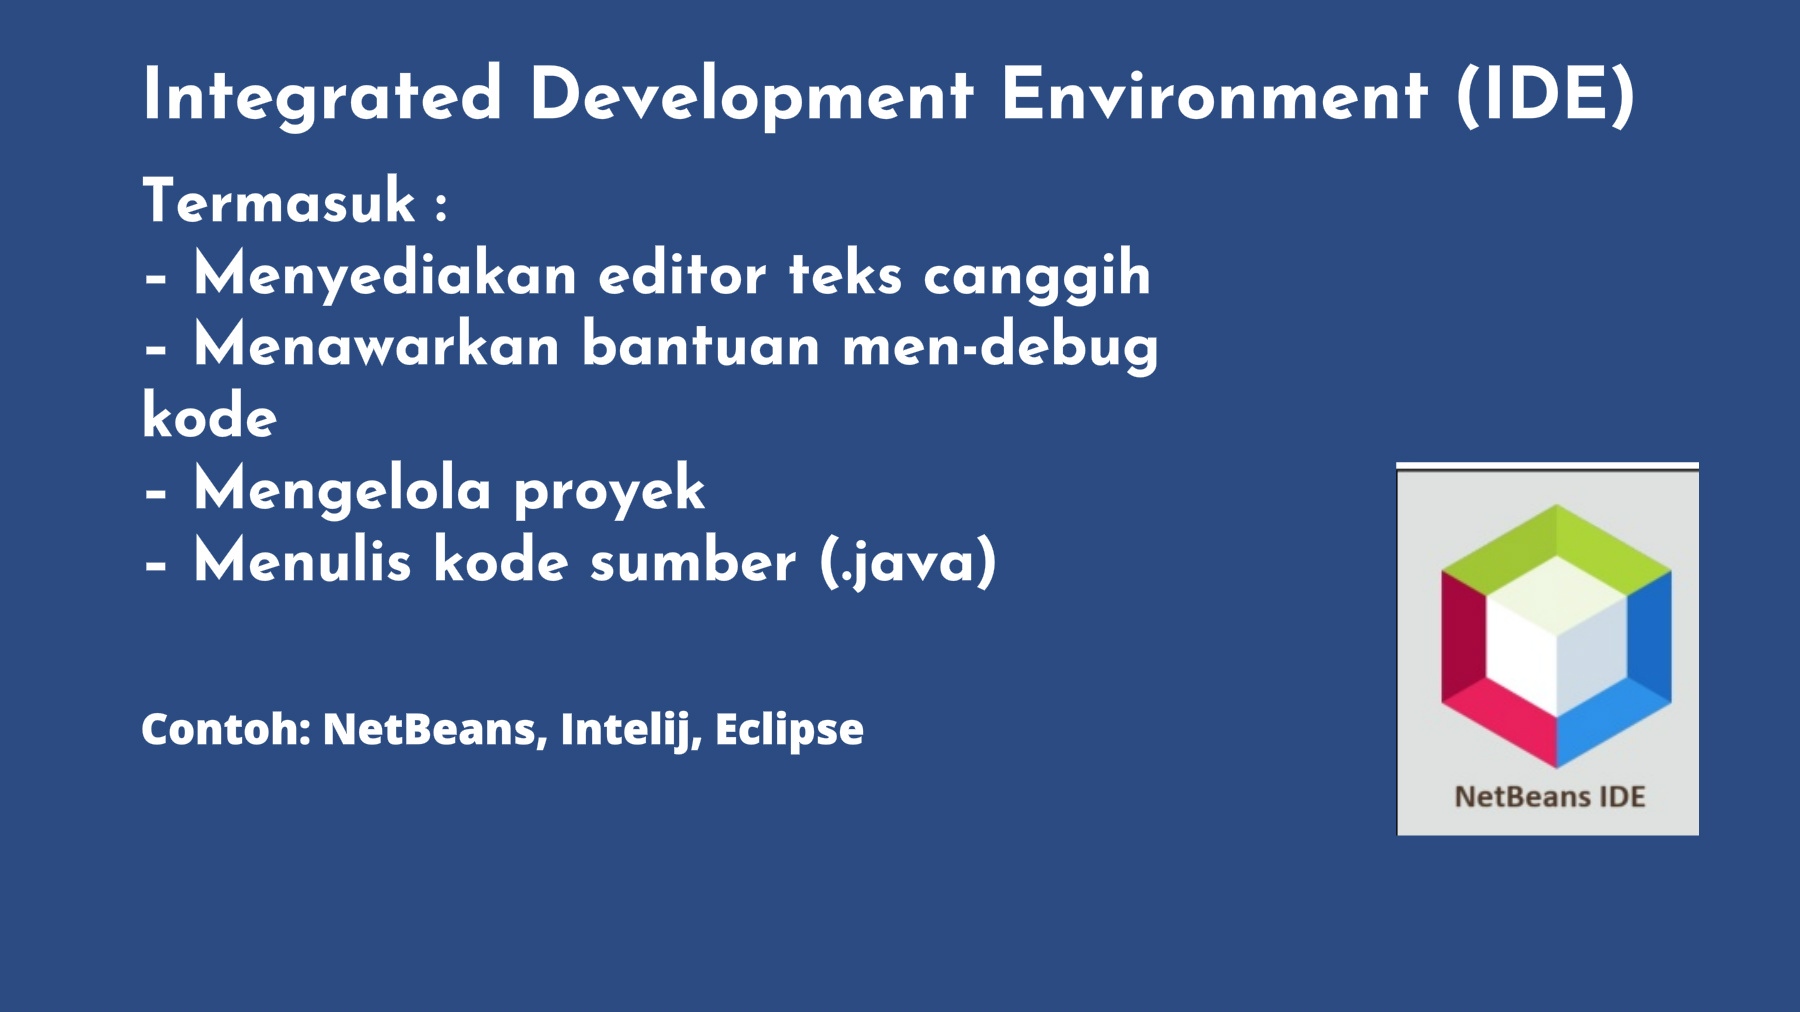 Integrated Development Environment (IDE)
Termasuk :
- Menyediakan editor teks canggih
- Menawarkan bantuan men-debug
kode
- Mengelola proyek
- Menulis kode sumber (.java)
Contoh: NetBeans, Intelij, Eclipse
NetBeans IDE